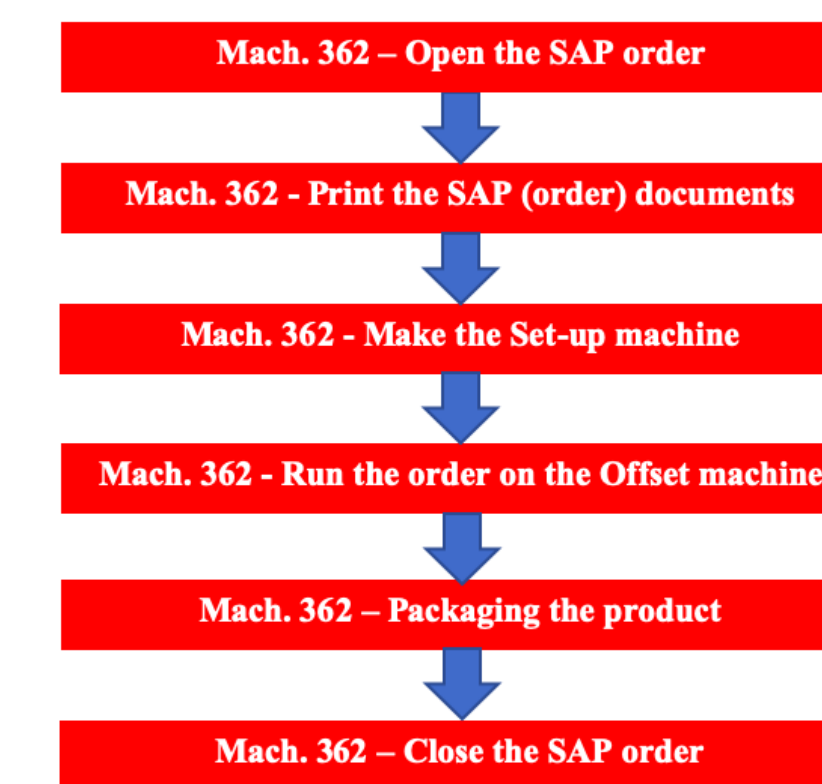 Mach. 362 – Open the SAP order
Mach. 362 - Print the SAP (order) documents
Mach. 362 - Make the Set-up machine
Mach. 362 - Run the order on the Offset machine
Mach. 362 – Packaging the product
Mach. 362 – Close the SAP order